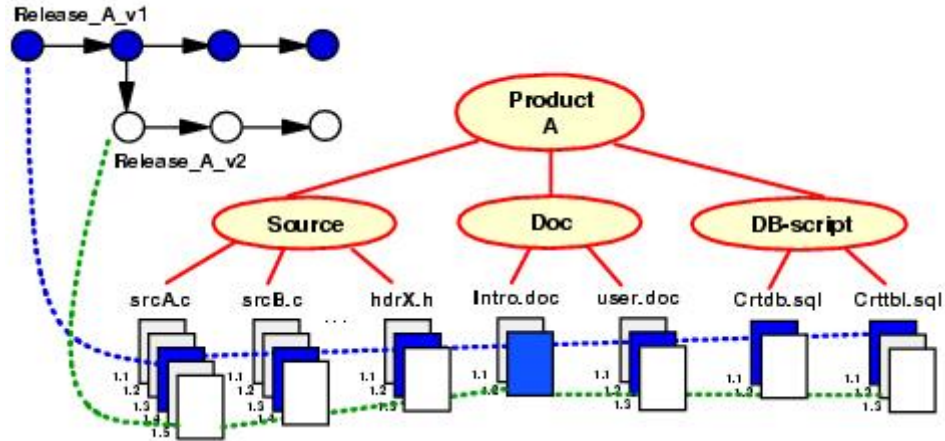 Release_A_v1
Release_A_v2
Product
A
Source
Doc
DB-script
srcA.c
srcB.c
...
hdrX.h
Intro.doc
user.doc
Crtdb.sql
Crttbl.sql
1.1
1.2
1.3
1.4
1.5
1.1
1.2
1.3
1.4
1.1
1.2
1.3
1.1
1.2
1.1
1.2
1.3
1.1
1.2
1.1
1.2
1.3